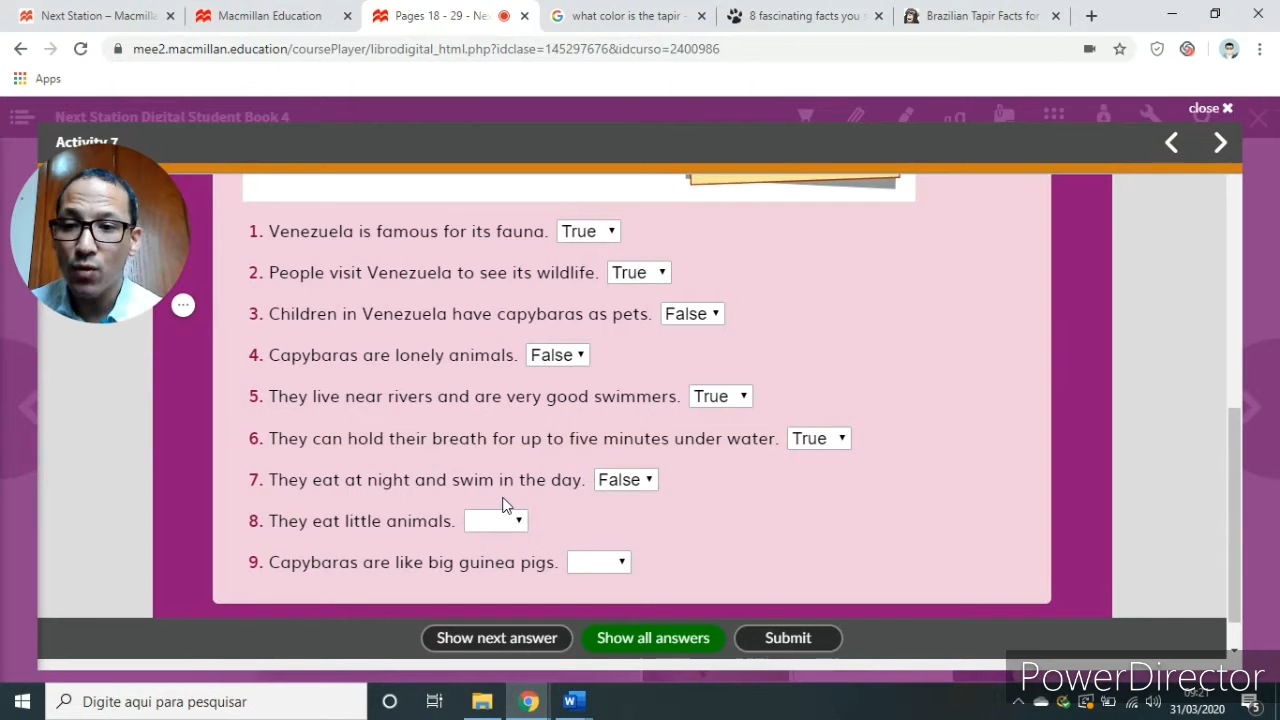 Next Station – Macmilla
Macmillan Education
Pages 18 - 29 - Ne
what color is the tapir -
8 fascinating facts you s
Brazilian Tapir Facts for
mee2.macmillan.education/coursePlayer/librodigital_html.php?idclase=145297676&idcurso=2400986
Apps
close ✖
Next Station Digital Student Book 4
Activity 7
1. Venezuela is famous for its fauna. True
2. People visit Venezuela to see its wildlife. True
3. Children in Venezuela have capybaras as pets. False
4. Capybaras are lonely animals. False
5. They live near rivers and are very good swimmers. True
6. They can hold their breath for up to five minutes under water. True
7. They eat at night and swim in the day. False
8. They eat little animals.
9. Capybaras are like big guinea pigs.
Show next answer
Show all answers
Submit
PowerDirector
Digite aqui para pesquisar
09:21
31/03/2020
5